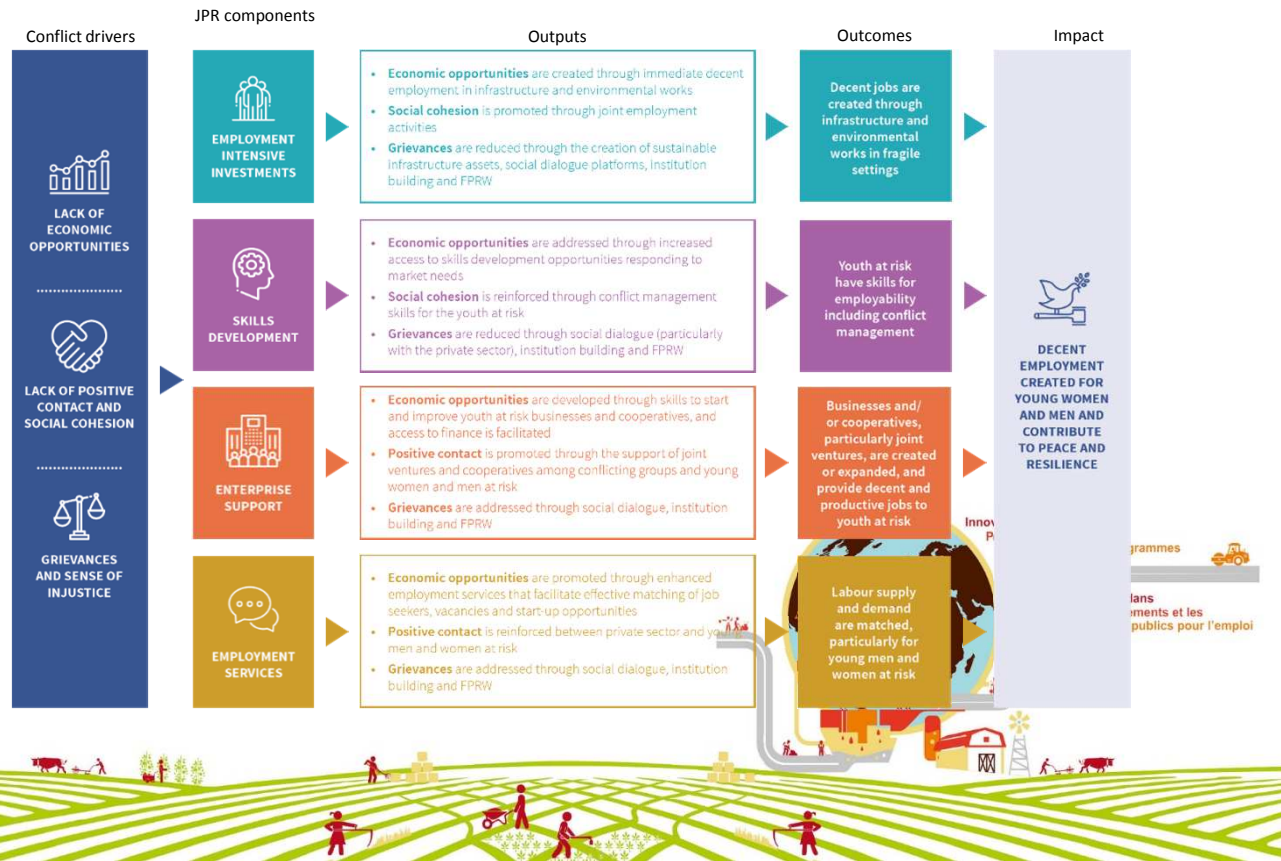 JPR components
Conflict drivers
Outputs
Outcomes
Impact
LACK OF
ECONOMIC
OPPORTUNITIES
LACK OF POSITIVE
CONTACT AND
SOCIAL COHESION
GRIEVANCES
AND SENSE OF
INJUSTICE
EMPLOYMENT
INTENSIVE
INVESTMENTS
• Economic opportunities are created through immediate decent
employment in infrastructure and environmental works
• Social cohesion is promoted through joint employment
activities
• Grievances are reduced through the creation of sustainable
infrastructure assets, social dialogue platforms, institution
building and FPRW
Decent jobs are
created through
infrastructure and
environmental
works in fragile
settings
SKILLS
DEVELOPMENT
• Economic opportunities are addressed through increased
access to skills development opportunities responding to
market needs
• Social cohesion is reinforced through conflict management
skills for the youth at risk
• Grievances are reduced through social dialogue (particularly
with the private sector), institution building and FPRW
Youth at risk
have skills for
employability
including conflict
management
ENTERPRISE
SUPPORT
• Economic opportunities are developed through skills to start
and improve youth at risk businesses and cooperatives, and
access to finance is facilitated
• Positive contact is promoted through the support of joint
ventures and cooperatives among conflicting groups and young
women and men at risk
• Grievances are addressed through social dialogue, institution
building and FPRW
Businesses and/
or cooperatives,
particularly joint
ventures, are created
or expanded, and
provide decent and
productive jobs to
youth at risk
EMPLOYMENT
SERVICES
• Economic opportunities are promoted through enhanced
employment services that facilitate effective matching of job
seekers, vacancies and start-up opportunities
• Positive contact is reinforced between private sector and young
men and women at risk
• Grievances are addressed through social dialogue, institution
building and FPRW
Labour supply
and demand
are matched,
particularly for
young men and
women at risk
DECENT
EMPLOYMENT
CREATED FOR
YOUNG WOMEN
AND MEN AND
CONTRIBUTE
TO PEACE AND
RESILIENCE
Innov
P
grammes
lans
ements et les
publics pour l'emploi